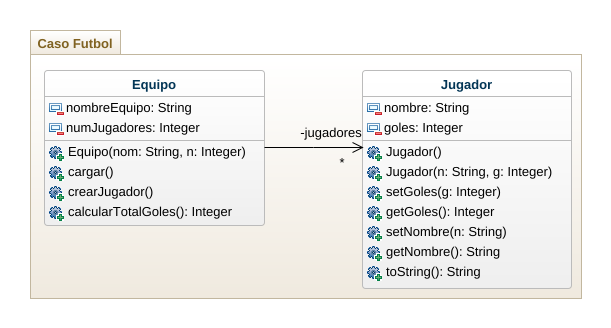 Caso Futbol
Equipo
nombreEquipo: String
numJugadores: Integer
Equipo(nom: String, n: Integer)
cargar()
crearJugador()
calcularTotalGoles(): Integer
-jugadores
*
Jugador
nombre: String
goles: Integer
Jugador()
Jugador(n: String, g: Integer)
setGoles(g: Integer)
getGoles(): Integer
setNombre(n: String)
getNombre(): String
toString(): String